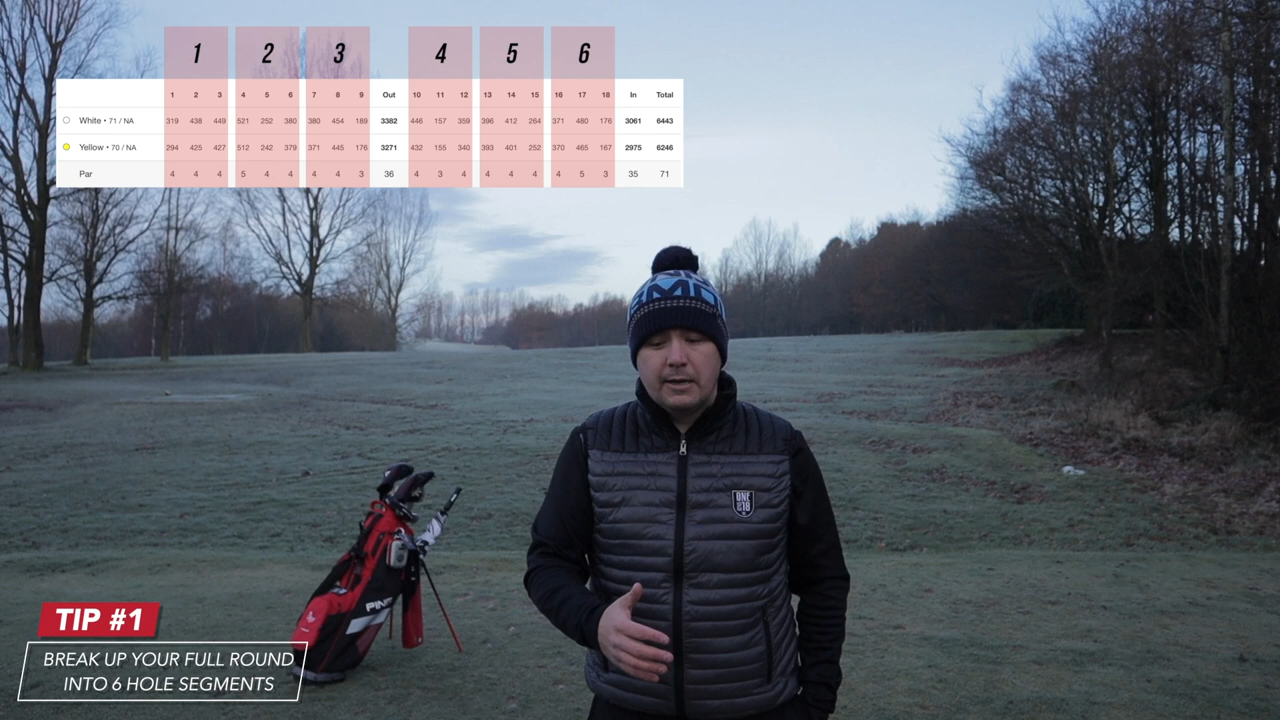 1 2 3 4 5 6
1 2 3 4 5 6 7 8 9 Out 10 11 12 13 14 15 16 17 18 In Total
White • 71 / NA 319 438 449 521 252 380 380 454 189 3382 446 157 359 396 412 264 371 480 176 3061 6443
Yellow • 70 / NA 294 425 427 512 242 379 371 445 176 3271 432 155 340 393 401 252 370 465 167 2975 6246
Par 4 4 4 5 4 4 4 4 3 36 4 3 4 4 4 4 4 5 3 35 71
ONE
18
PING
TIP #1
BREAK UP YOUR FULL ROUND
INTO 6 HOLE SEGMENTS